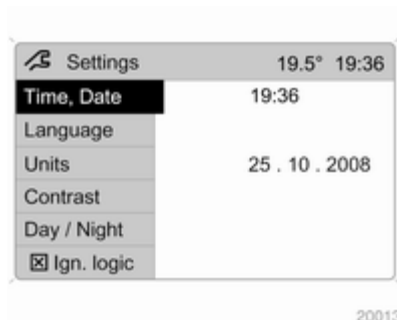 Settings 19.5° 19:36
Time, Date 19:36
Language
Units 25 . 10 . 2008
Contrast
Day / Night
Ign. logic
20013